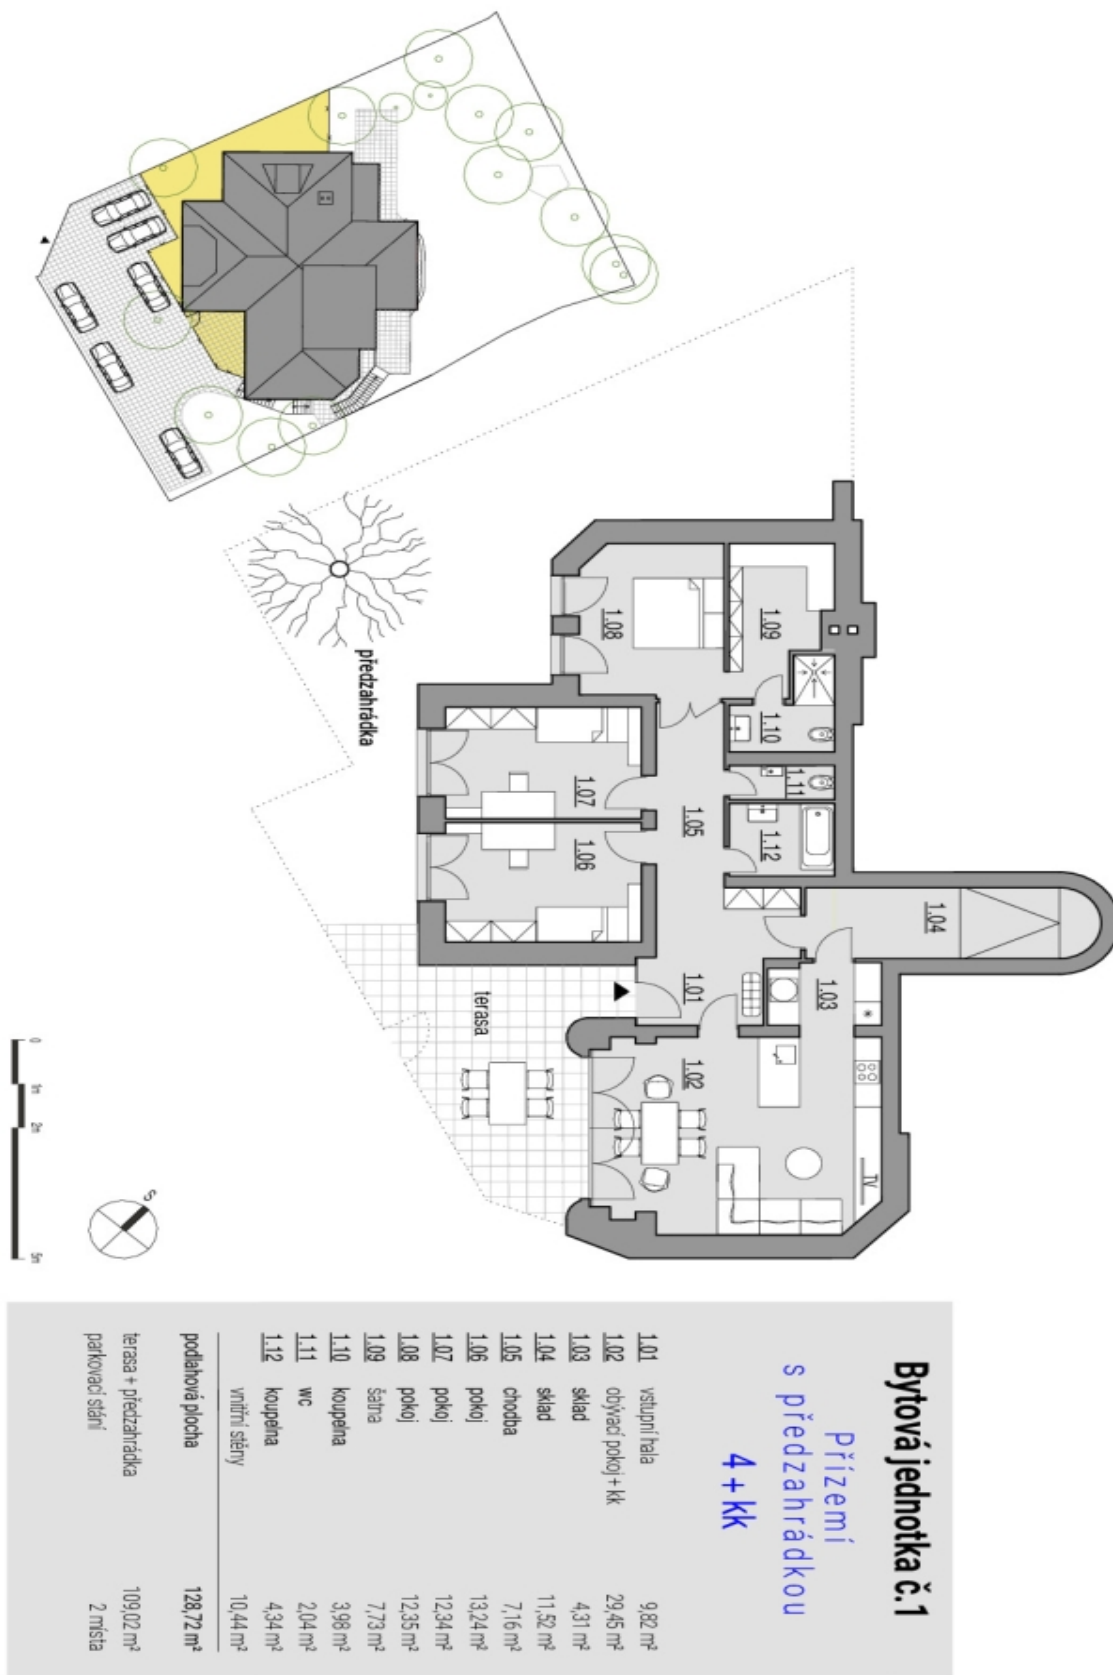 Bytová jednotka č.1
Přízemí
s předzahrádkou
4 + kk
1.01 vstupní hala 9,82 m²
1.02 obývací pokoj + kk 29,45 m²
1.03 sklad 4,31 m²
1.04 sklad 11,52 m²
1.05 chodba 7,16 m²
1.06 pokoj 13,24 m²
1.07 pokoj 12,34 m²
1.08 pokoj 12,35 m²
1.09 šatna 7,73 m²
1.10 koupelna 3,98 m²
1.11 wc 2,04 m²
1.12 koupelna 4,34 m²
vnitřní stěny 10,44 m²
podlahová plocha 128,72 m²
terasa + předzahrádka 109,02 m²
parkovací stání 2 místa
předzahrádka
terasa
1.08
1.09
1.10
1.11
1.12
1.07
1.06
1.05
1.04
1.03
1.01
1.02
TV
S
0 1m 2m 5m